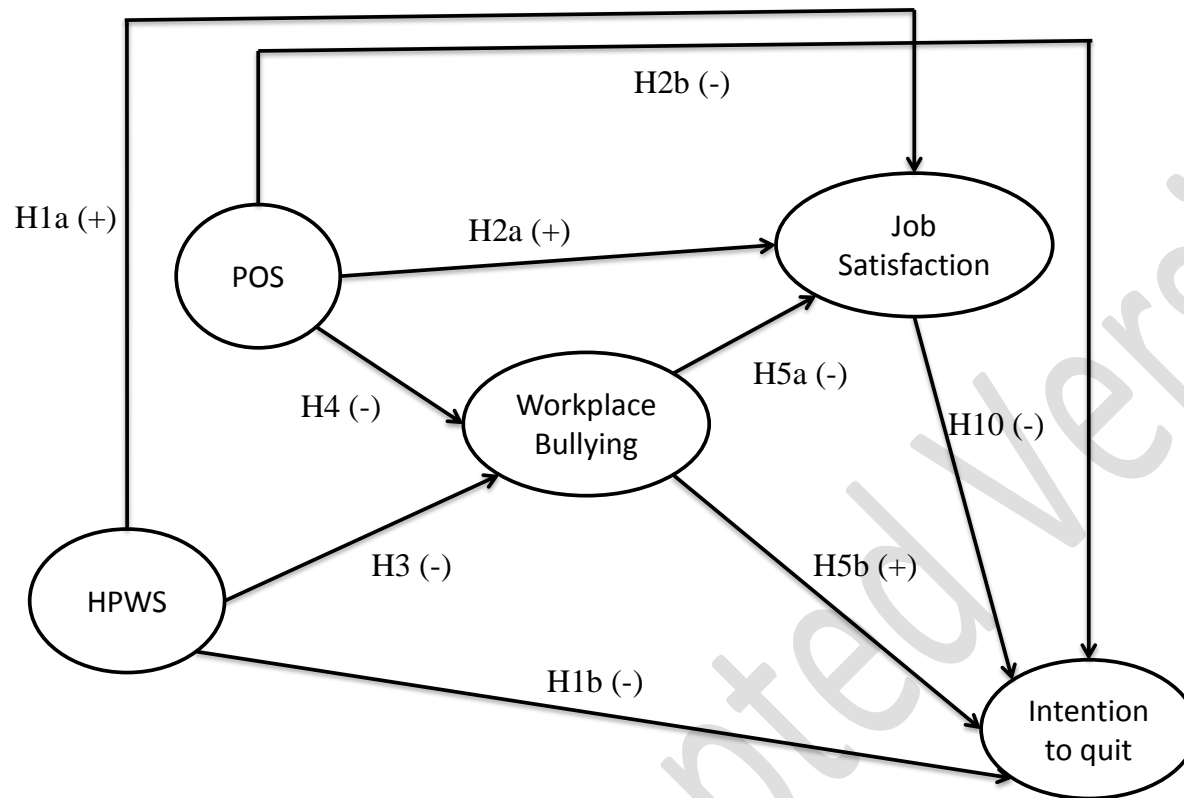 H2b (-)
H1a (+)
H2a (+)
Job
Satisfaction
POS
H5a (-)
H4 (-)
Workplace
Bullying
H10 (-)
H3 (-)
H5b (+)
HPWS
H1b (-)
Intention
to quit